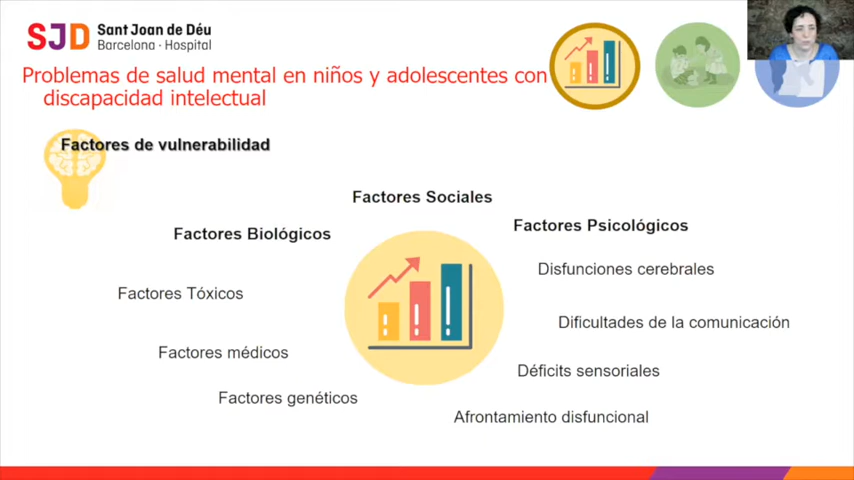 SJD Sant Joan de Déu
Barcelona · Hospital
Problemas de salud mental en niños y adolescentes con
discapacidad intelectual
Factores de vulnerabilidad
Factores Sociales
Factores Biológicos
Factores Psicológicos
Disfunciones cerebrales
Factores Tóxicos
Dificultades de la comunicación
Factores médicos
Déficits sensoriales
Factores genéticos
Afrontamiento disfuncional